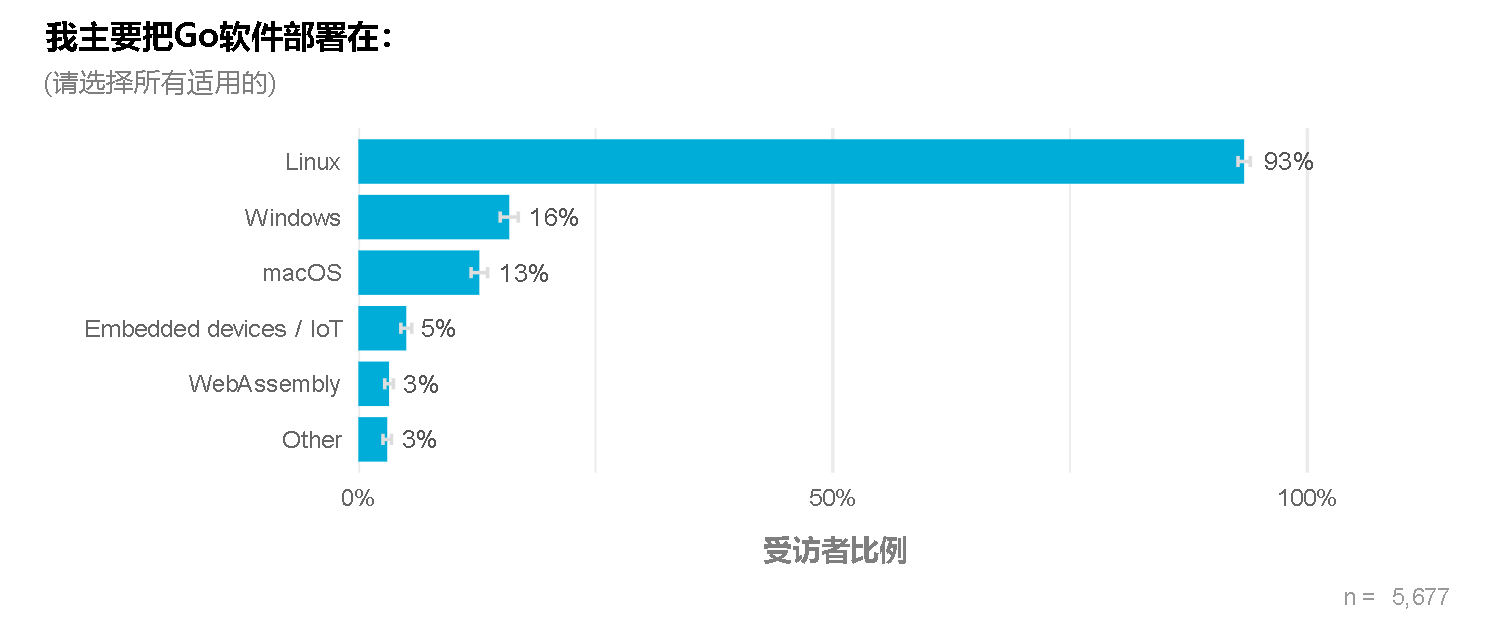 我主要把Go软件部署在：
(请选择所有适用的)
Linux 93%
Windows 16%
macOS 13%
Embedded devices / IoT 5%
WebAssembly 3%
Other 3%
0% 50% 100%
受访者比例
n = 5,677